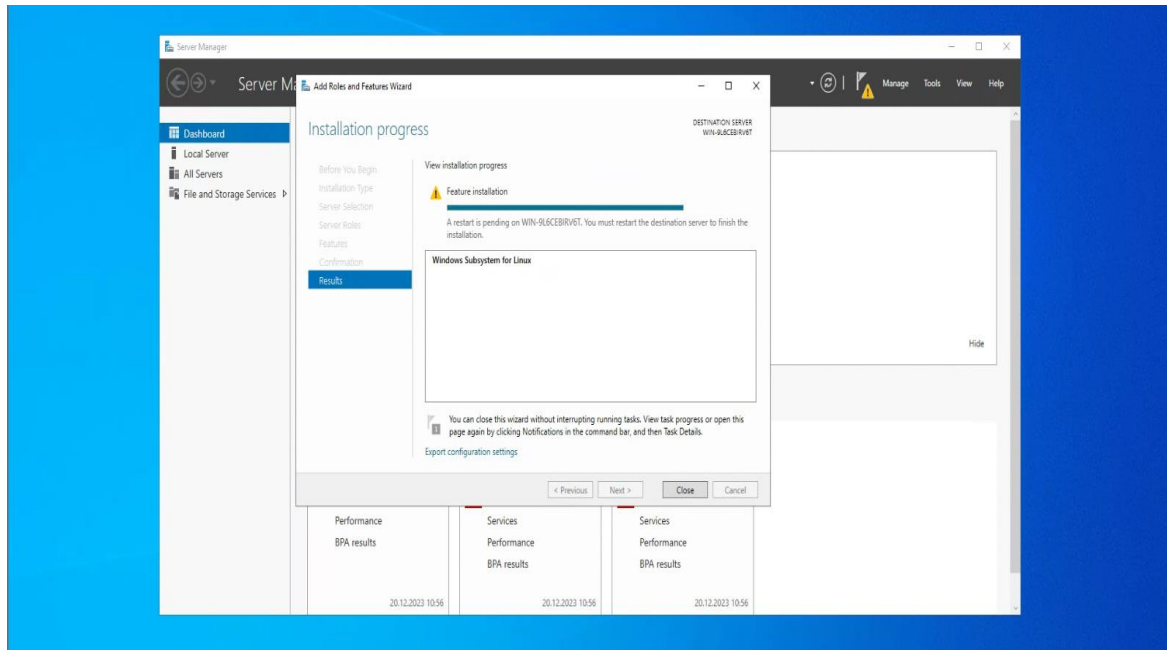 Server Manager
Server Ma
Manage Tools View Help
Dashboard
Local Server
All Servers
File and Storage Services
Add Roles and Features Wizard
Installation progress
DESTINATION SERVER
WIN-9L6CEBIRV6T
Before You Begin
Installation Type
Server Selection
Server Roles
Features
Confirmation
Results
View installation progress
Feature installation
A restart is pending on WIN-9L6CEBIRV6T. You must restart the destination server to finish the
installation.
Windows Subsystem for Linux
You can close this wizard without interrupting running tasks. View task progress or open this
page again by clicking Notifications in the command bar, and then Task Details.
Export configuration settings
< Previous Next > Close Cancel
Hide
Performance
BPA results
20.12.2023 10:56
Services
Performance
BPA results
20.12.2023 10:56
Services
Performance
BPA results
20.12.2023 10:56